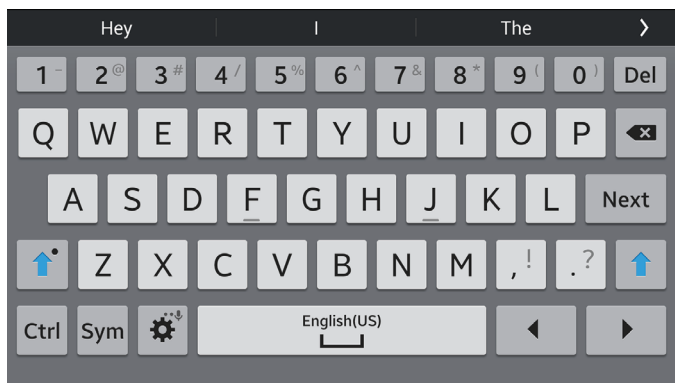 Hey I The
1 - 2 @ 3 # 4 / 5 % 6 ^ 7 & 8 * 9 ( 0 ) Del
Q W E R T Y U I O P
A S D F G H J K L Next
Z X C V B N M , ! . ?
Ctrl Sym English(US)